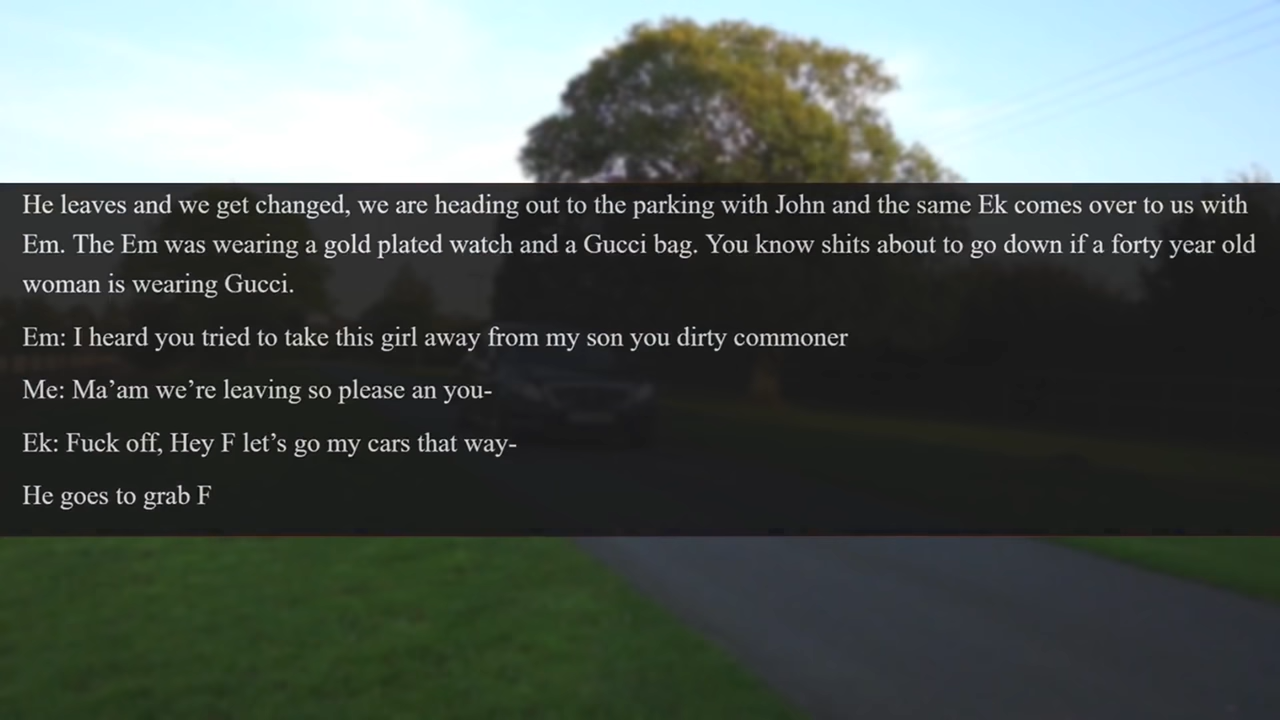 He leaves and we get changed, we are heading out to the parking with John and the same Ek comes over to us with
Em. The Em was wearing a gold plated watch and a Gucci bag. You know shits about to go down if a forty year old
woman is wearing Gucci.
Em: I heard you tried to take this girl away from my son you dirty commoner
Me: Ma’am we’re leaving so please an you-
Ek: Fuck off, Hey F let’s go my cars that way-
He goes to grab F